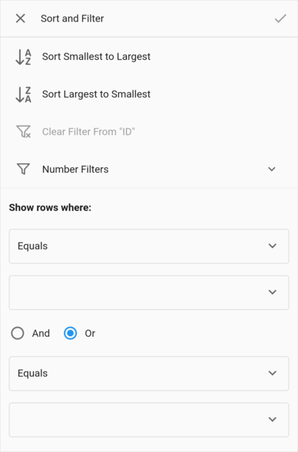 Sort and Filter
A
Z
Sort Smallest to Largest
Z
A
Sort Largest to Smallest
Clear Filter From "ID"
Number Filters
Show rows where:
Equals
And
Or
Equals